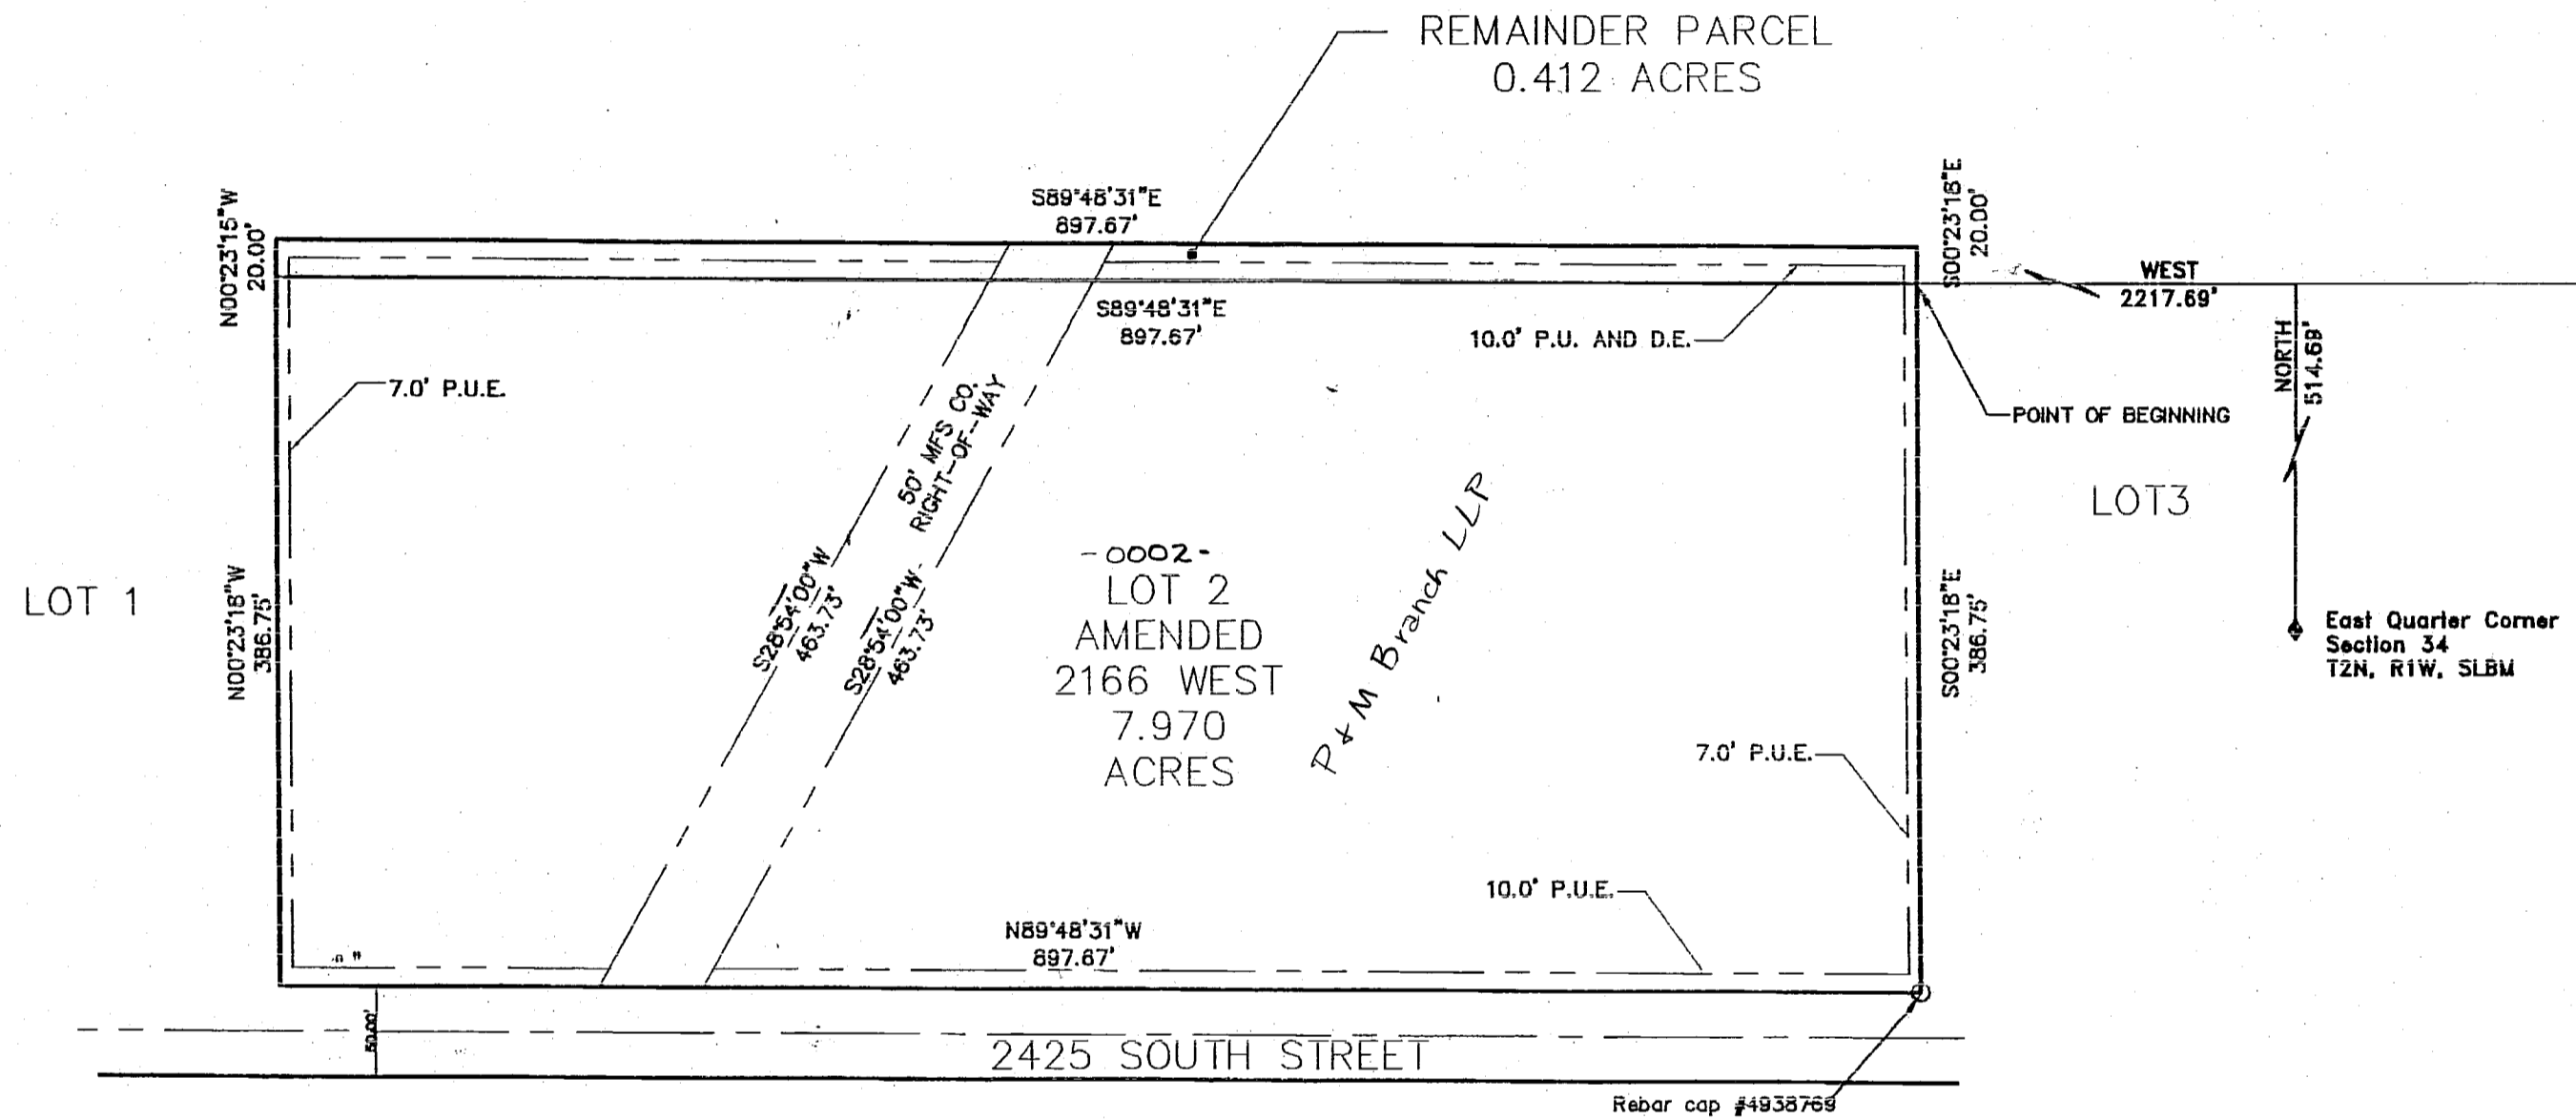 REMAINDER PARCEL
0.412 ACRES
S89°48'31"E
897.67'
N00°23'15"W
20.00'
S00°23'18"E
20.00'
WEST
2217.69'
S89°48'31"E
897.67'
10.0' P.U. AND D.E.
NORTH
514.69'
7.0' P.U.E.
POINT OF BEGINNING
50' MFS CO.
RIGHT-OF-WAY
LOT3
LOT 1
N00°23'18"W
386.75'
S28°54'00"W
463.73'
S28°54'00"W
463.73'
-0002-
LOT 2
AMENDED
2166 WEST
7.970
ACRES
P+M Branch LLP
S00°23'18"E
386.75'
East Quarter Corner
Section 34
T2N, R1W, SLBM
7.0' P.U.E.
10.0' P.U.E.
N89°48'31"W
897.67'
2425 SOUTH STREET
Rebar cap #4938769